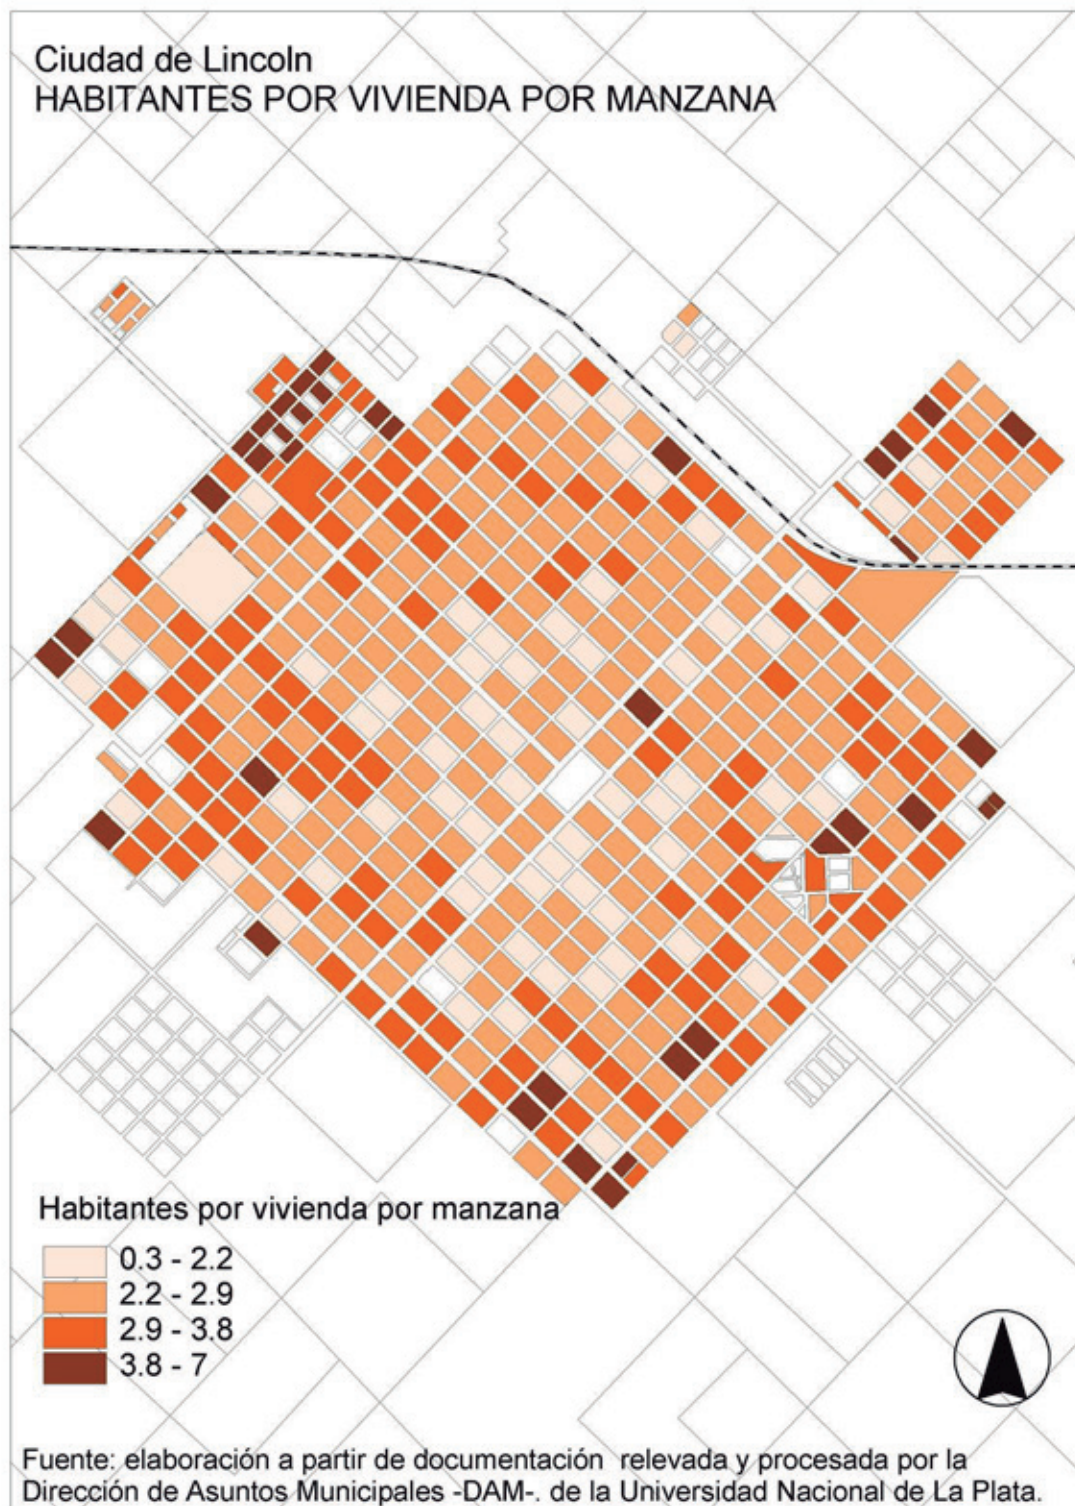 Ciudad de Lincoln
HABITANTES POR VIVIENDA POR MANZANA
Habitantes por vivienda por manzana
0.3 - 2.2
2.2 - 2.9
2.9 - 3.8
3.8 - 7
Fuente: elaboración a partir de documentación relevada y procesada por la
Dirección de Asuntos Municipales -DAM-. de la Universidad Nacional de La Plata.